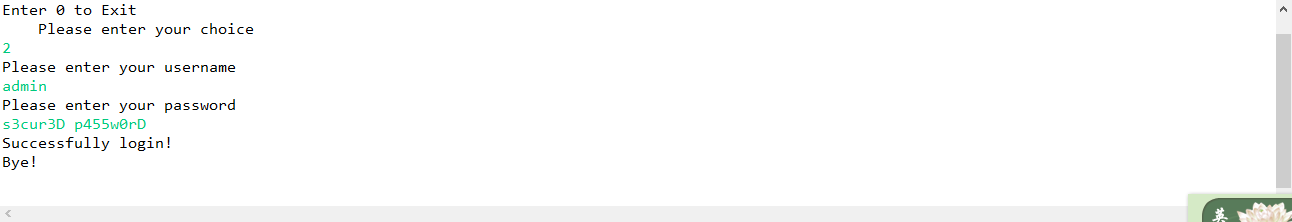 Enter 0 to Exit
Please enter your choice
2
Please enter your username
admin
Please enter your password
s3cur3D p455w0rD
Successfully login!
Bye!
英